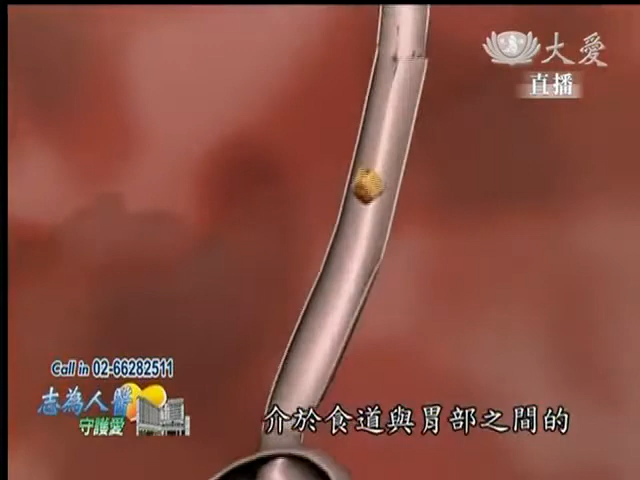 大愛
直播
Call in 02-66282511
志為人醫
守護愛
介於食道與胃部之間的